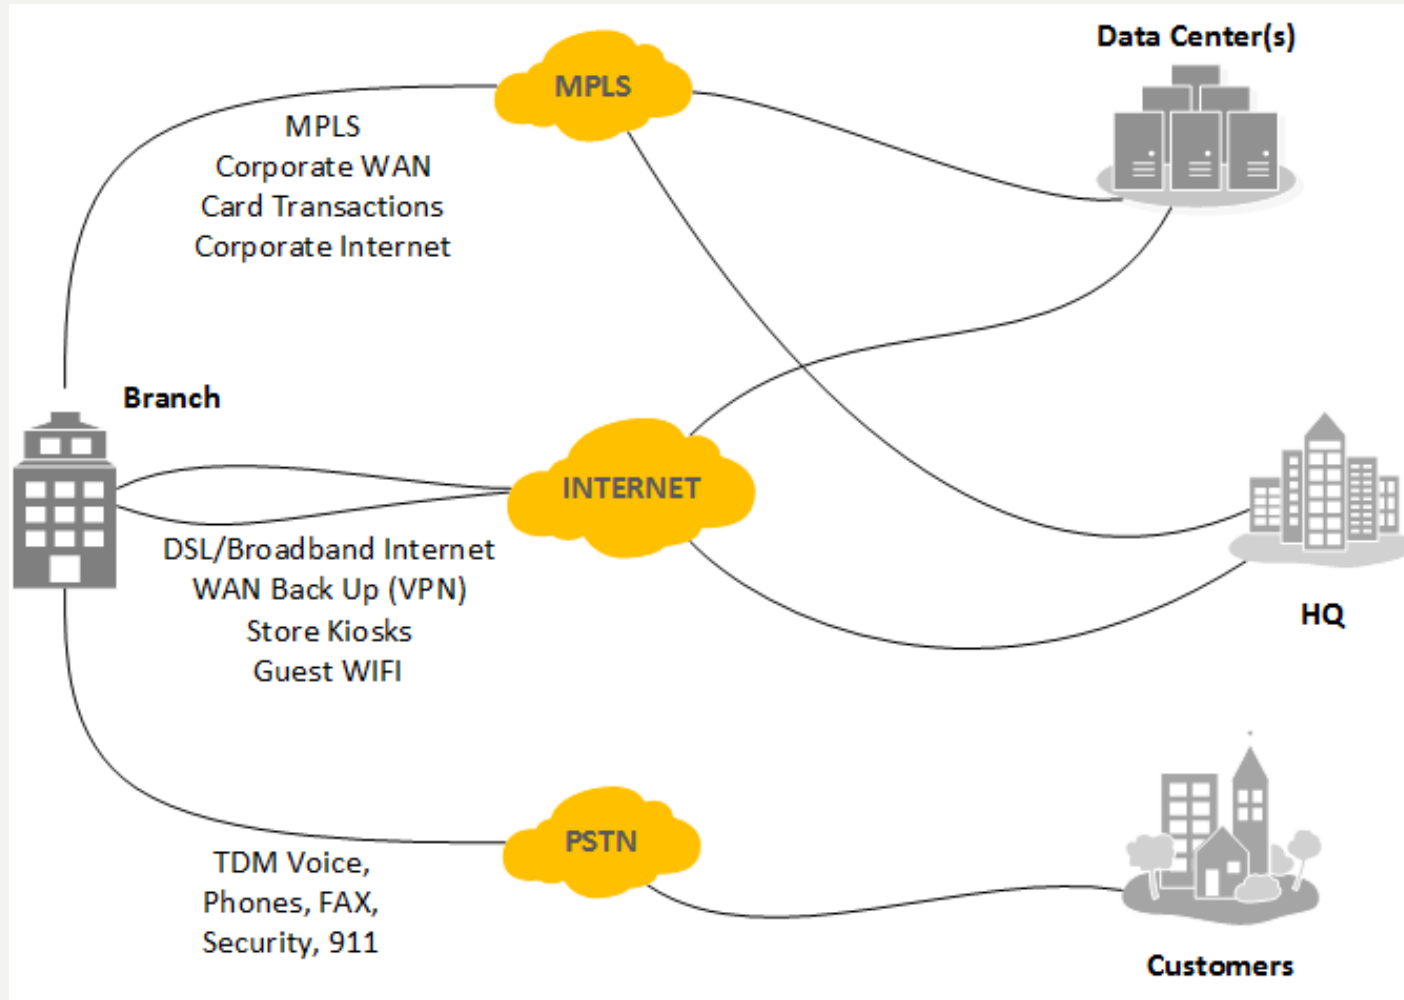 Data Center(s)
MPLS
MPLS
Corporate WAN
Card Transactions
Corporate Internet
Branch
INTERNET
DSL/Broadband Internet
WAN Back Up (VPN)
Store Kiosks
Guest WIFI
HQ
PSTN
TDM Voice,
Phones, FAX,
Security, 911
Customers